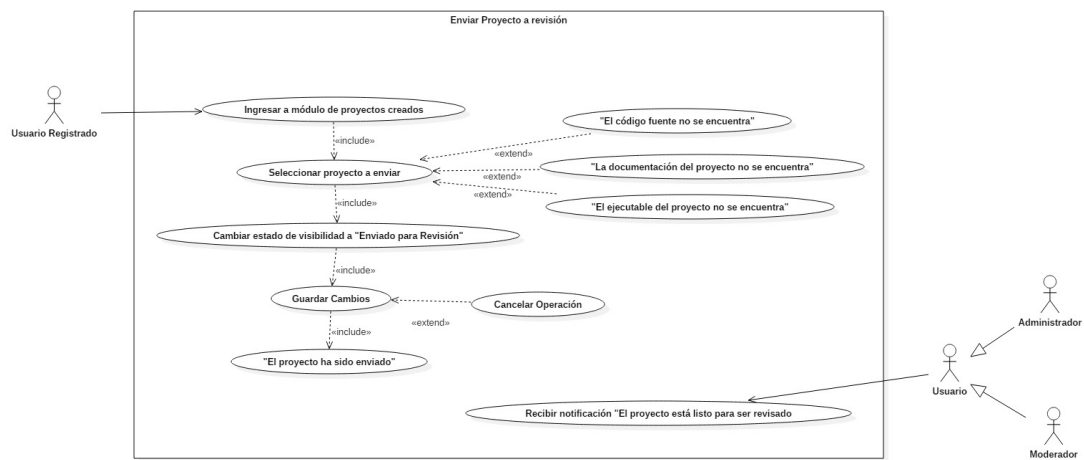 Enviar Proyecto a revisión
Usuario Registrado
Ingresar a módulo de proyectos creados
"El código fuente no se encuentra"
«include»
«extend»
Seleccionar proyecto a enviar
"La documentación del proyecto no se encuentra"
«extend»
«extend»
"El ejecutable del proyecto no se encuentra"
«include»
Cambiar estado de visibilidad a "Enviado para Revisión"
«include»
Guardar Cambios
Cancelar Operación
«extend»
«include»
"El proyecto ha sido enviado"
Administrador
Usuario
Recibir notificación "El proyecto está listo para ser revisado
Moderador